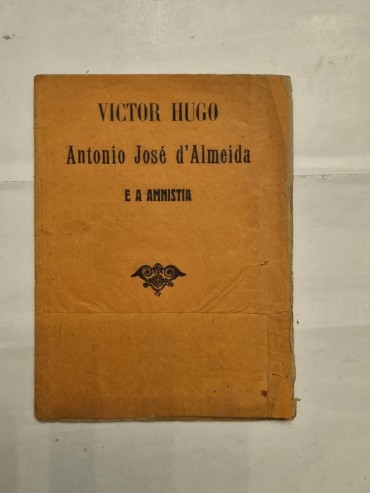 VICTOR HUGO
Antonio José d'Almeida
E A AMNISTIA